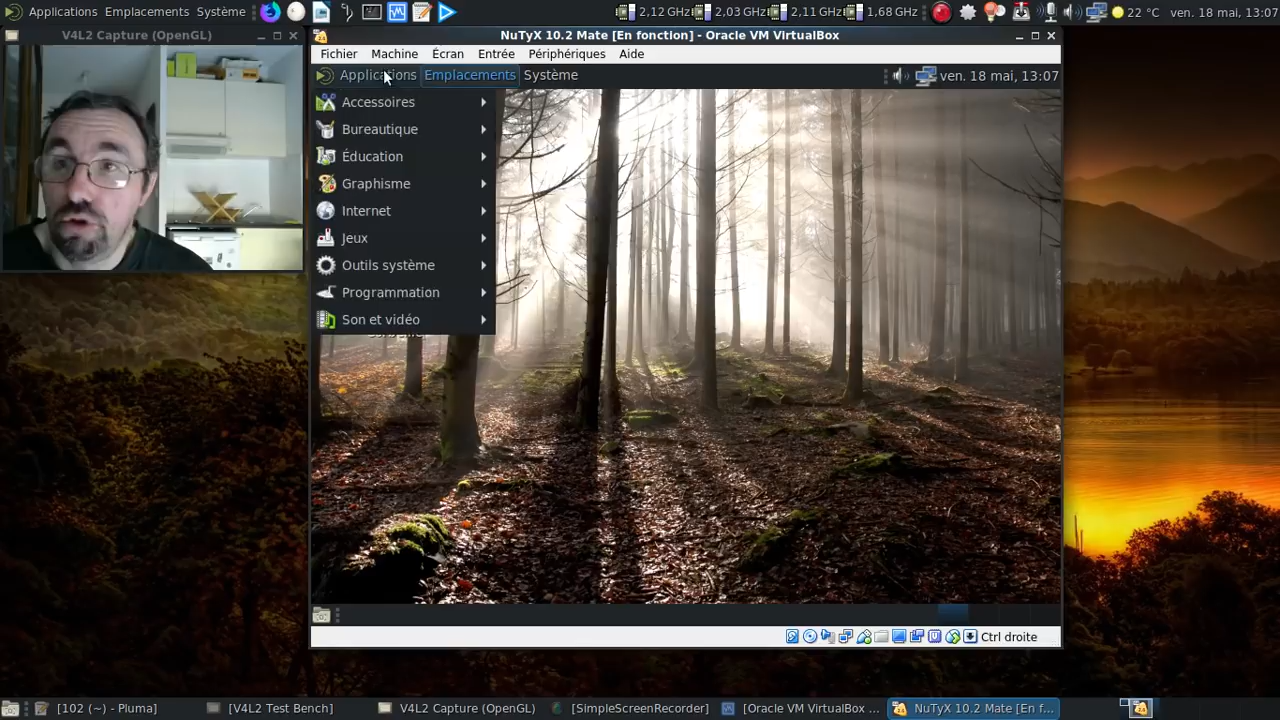 Applications Emplacements Système 2,12 GHz 2,03 GHz 2,11 GHz 1,68 GHz 22 °C ven. 18 mai, 13:07
V4L2 Capture (OpenGL)
NuTyX 10.2 Mate [En fonction] - Oracle VM VirtualBox
Fichier Machine Écran Entrée Périphériques Aide
Applications Emplacements Système ven. 18 mai, 13:07
Accessoires
Bureautique
Éducation
Graphisme
Internet
Jeux
Outils système
Programmation
Son et vidéo
Ctrl droite
[102 (~) - Pluma] [V4L2 Test Bench] V4L2 Capture (OpenGL) [SimpleScreenRecorder] [Oracle VM VirtualBox ... NuTyX 10.2 Mate [En f...